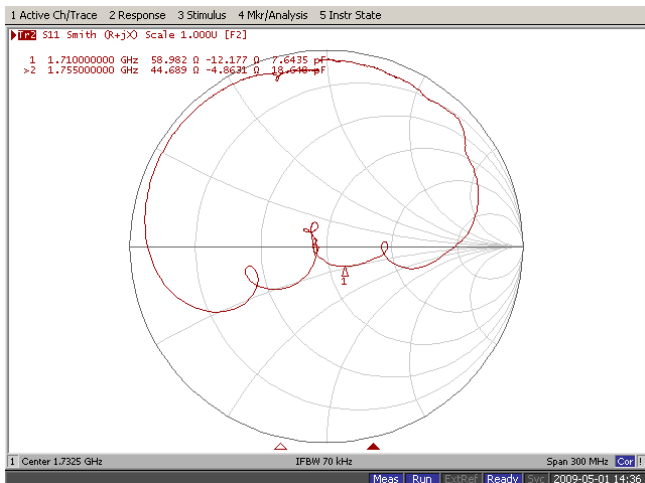 1 Active Ch/Trace 2 Response 3 Stimulus 4 Mkr/Analysis 5 Instr State
Tr2 S11 Smith (R+jX) Scale 1.000U [F2]
1 1.710000000 GHz 58.982 Ω -12.177 Ω 7.6435 pF
>2 1.755000000 GHz 44.689 Ω -4.8631 Ω pF
1
1 Center 1.7325 GHz IFBW 70 kHz Span 300 MHz Cor !
Meas Run ExtRef Ready Svc 2009-05-01 14:36